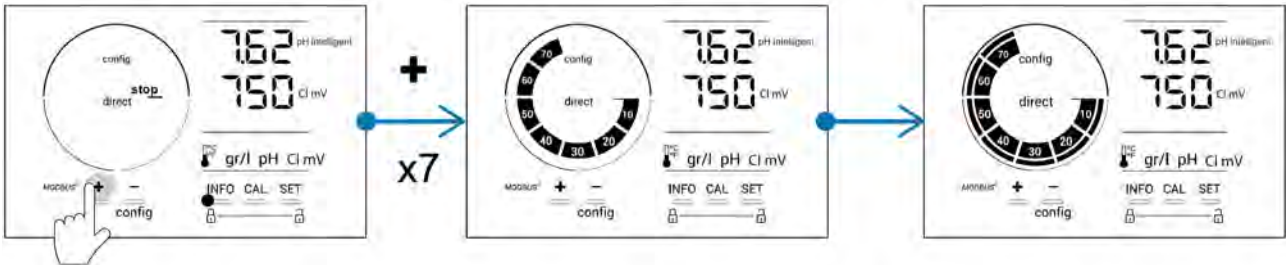 config
stop
direct
7.62 pH intelligent
750 Cl mV
°C °F gr/l pH Cl mV
MODBUS + -
INFO CAL SET
config
+
x7
70 config
60
50 direct 10
40 30 20
7.62 pH intelligent
750 Cl mV
°C °F gr/l pH Cl mV
MODBUS + -
INFO CAL SET
config
70 config
60
50 direct 10
40 30 20
7.62 pH intelligent
750 Cl mV
°C °F gr/l pH Cl mV
MODBUS + -
INFO CAL SET
config